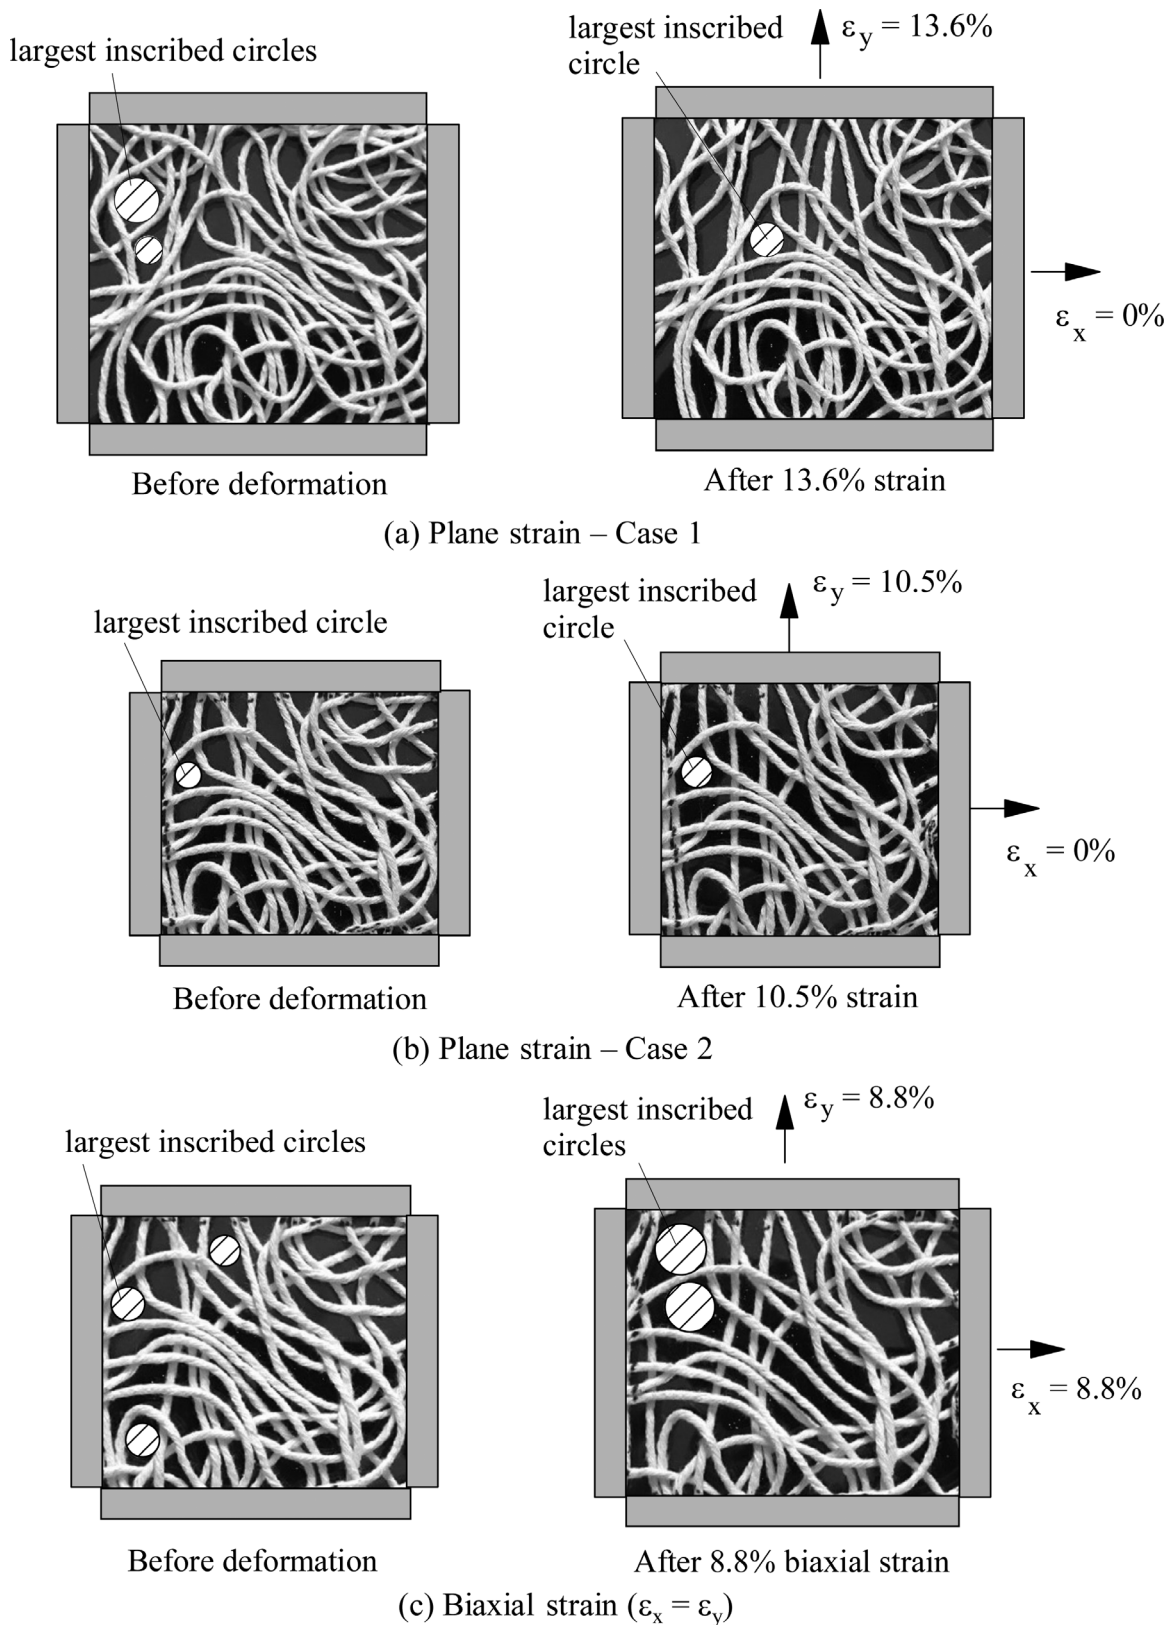 largest inscribed circles
largest inscribed
circle
εy = 13.6%
εx = 0%
Before deformation
After 13.6% strain
(a) Plane strain – Case 1
largest inscribed circle
largest inscribed
circle
εy = 10.5%
εx = 0%
Before deformation
After 10.5% strain
(b) Plane strain – Case 2
largest inscribed circles
largest inscribed
circles
εy = 8.8%
εx = 8.8%
Before deformation
After 8.8% biaxial strain
(c) Biaxial strain (εx = εy)